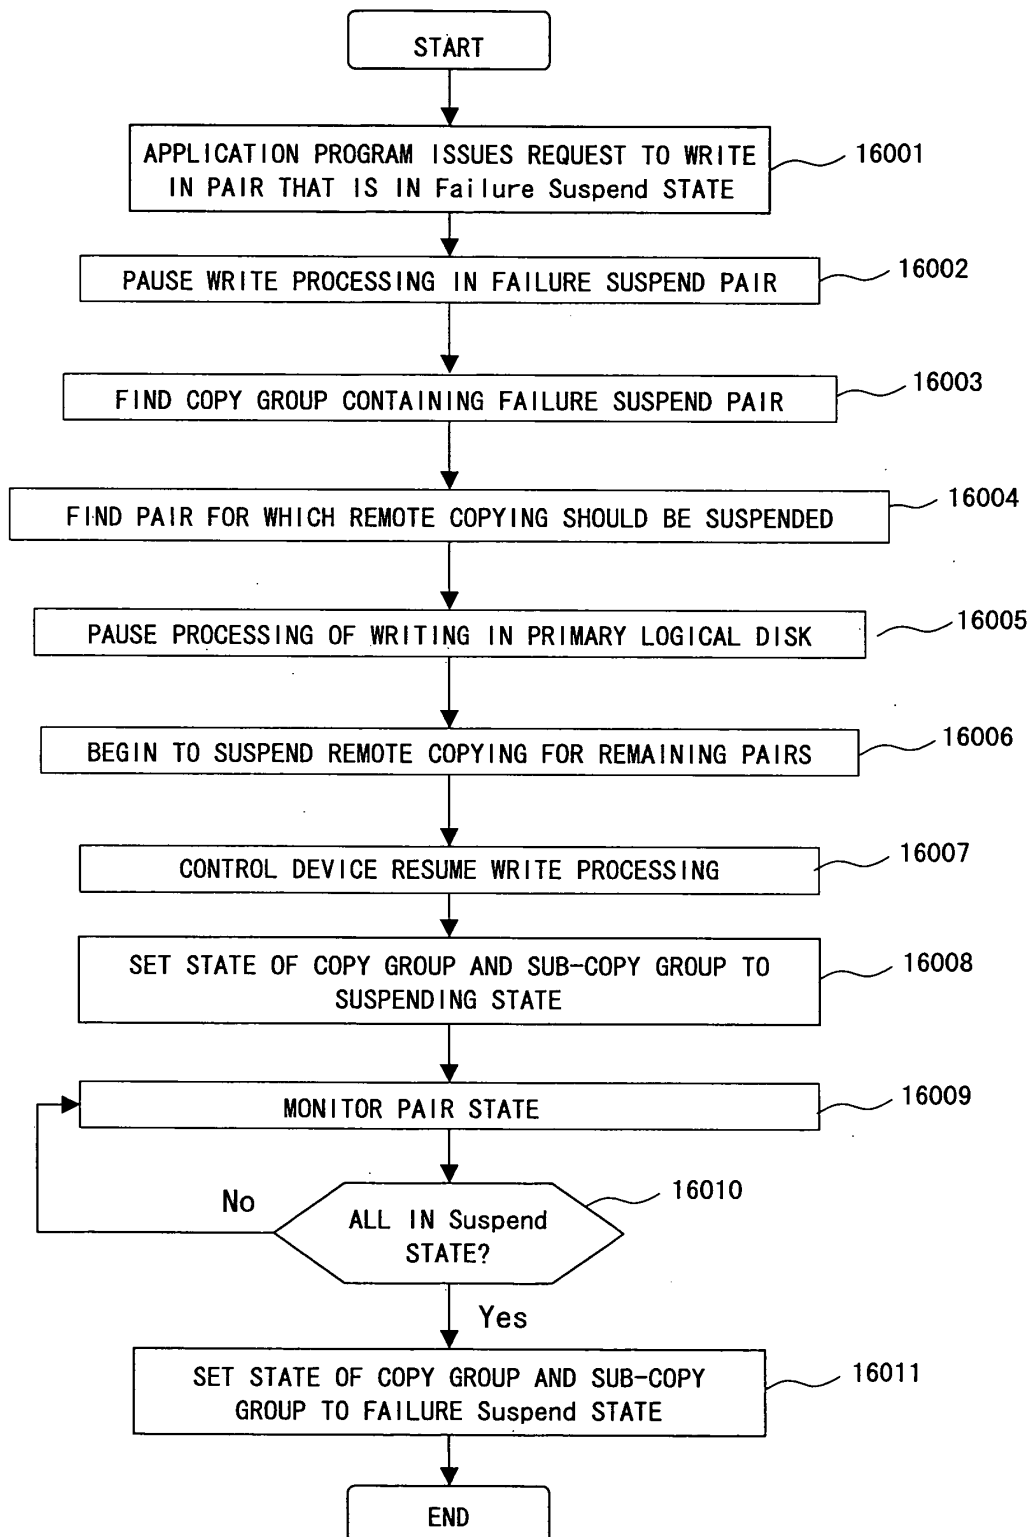 START
APPLICATION PROGRAM ISSUES REQUEST TO WRITE
IN PAIR THAT IS IN Failure Suspend STATE
16001
PAUSE WRITE PROCESSING IN FAILURE SUSPEND PAIR
16002
FIND COPY GROUP CONTAINING FAILURE SUSPEND PAIR
16003
FIND PAIR FOR WHICH REMOTE COPYING SHOULD BE SUSPENDED
16004
PAUSE PROCESSING OF WRITING IN PRIMARY LOGICAL DISK
16005
BEGIN TO SUSPEND REMOTE COPYING FOR REMAINING PAIRS
16006
CONTROL DEVICE RESUME WRITE PROCESSING
16007
SET STATE OF COPY GROUP AND SUB-COPY GROUP TO
SUSPENDING STATE
16008
MONITOR PAIR STATE
16009
No
ALL IN Suspend
STATE?
16010
Yes
SET STATE OF COPY GROUP AND SUB-COPY
GROUP TO FAILURE Suspend STATE
16011
END